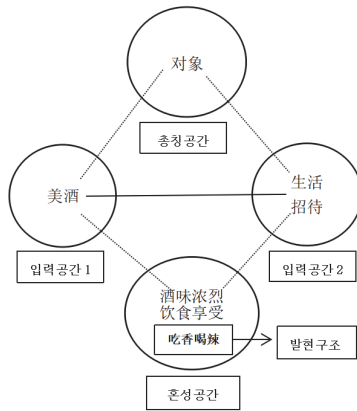 对象
총칭공간
美酒
生活
招待
입력공간 1
입력공간 2
酒味浓烈
饮食享受
吃香喝辣
발현구조
혼성공간